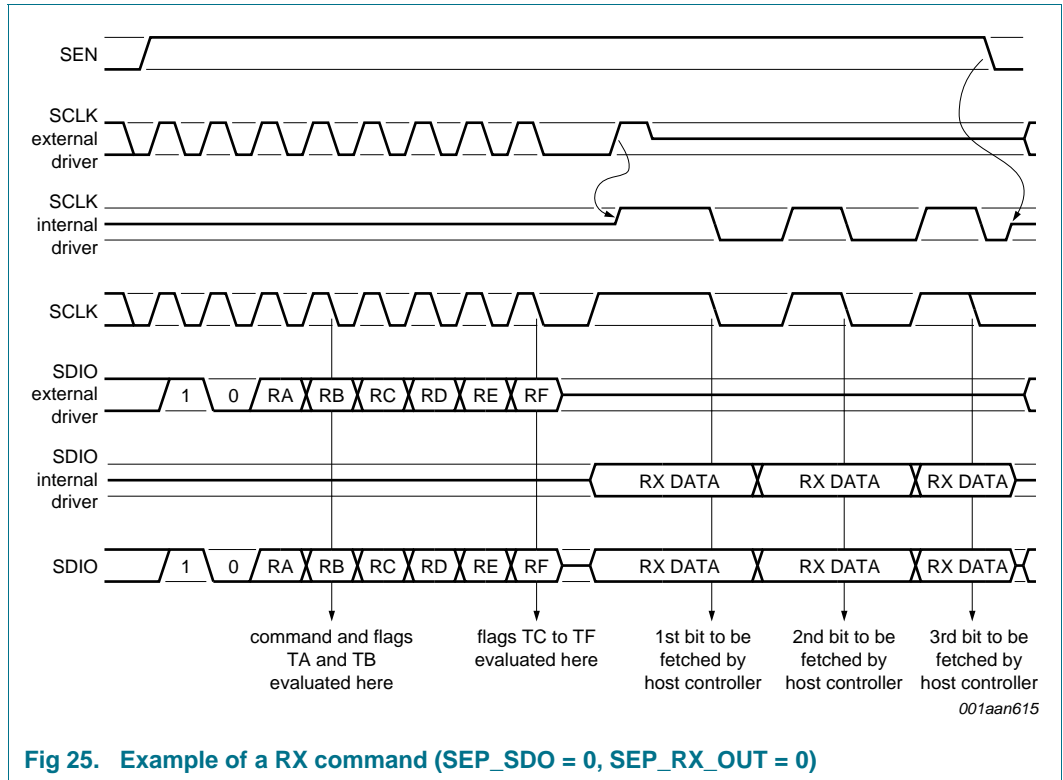 SEN
SCLK
external
driver
SCLK
internal
driver
SCLK
SDIO
external
driver
1 0 RA RB RC RD RE RF
SDIO
internal
driver
RX DATA RX DATA RX DATA
SDIO
1 0 RA RB RC RD RE RF RX DATA RX DATA RX DATA
command and flags
TA and TB
evaluated here
flags TC to TF
evaluated here
1st bit to be
fetched by
host controller
2nd bit to be
fetched by
host controller
3rd bit to be
fetched by
host controller
001aan615
Fig 25. Example of a RX command (SEP_SDO = 0, SEP_RX_OUT = 0)